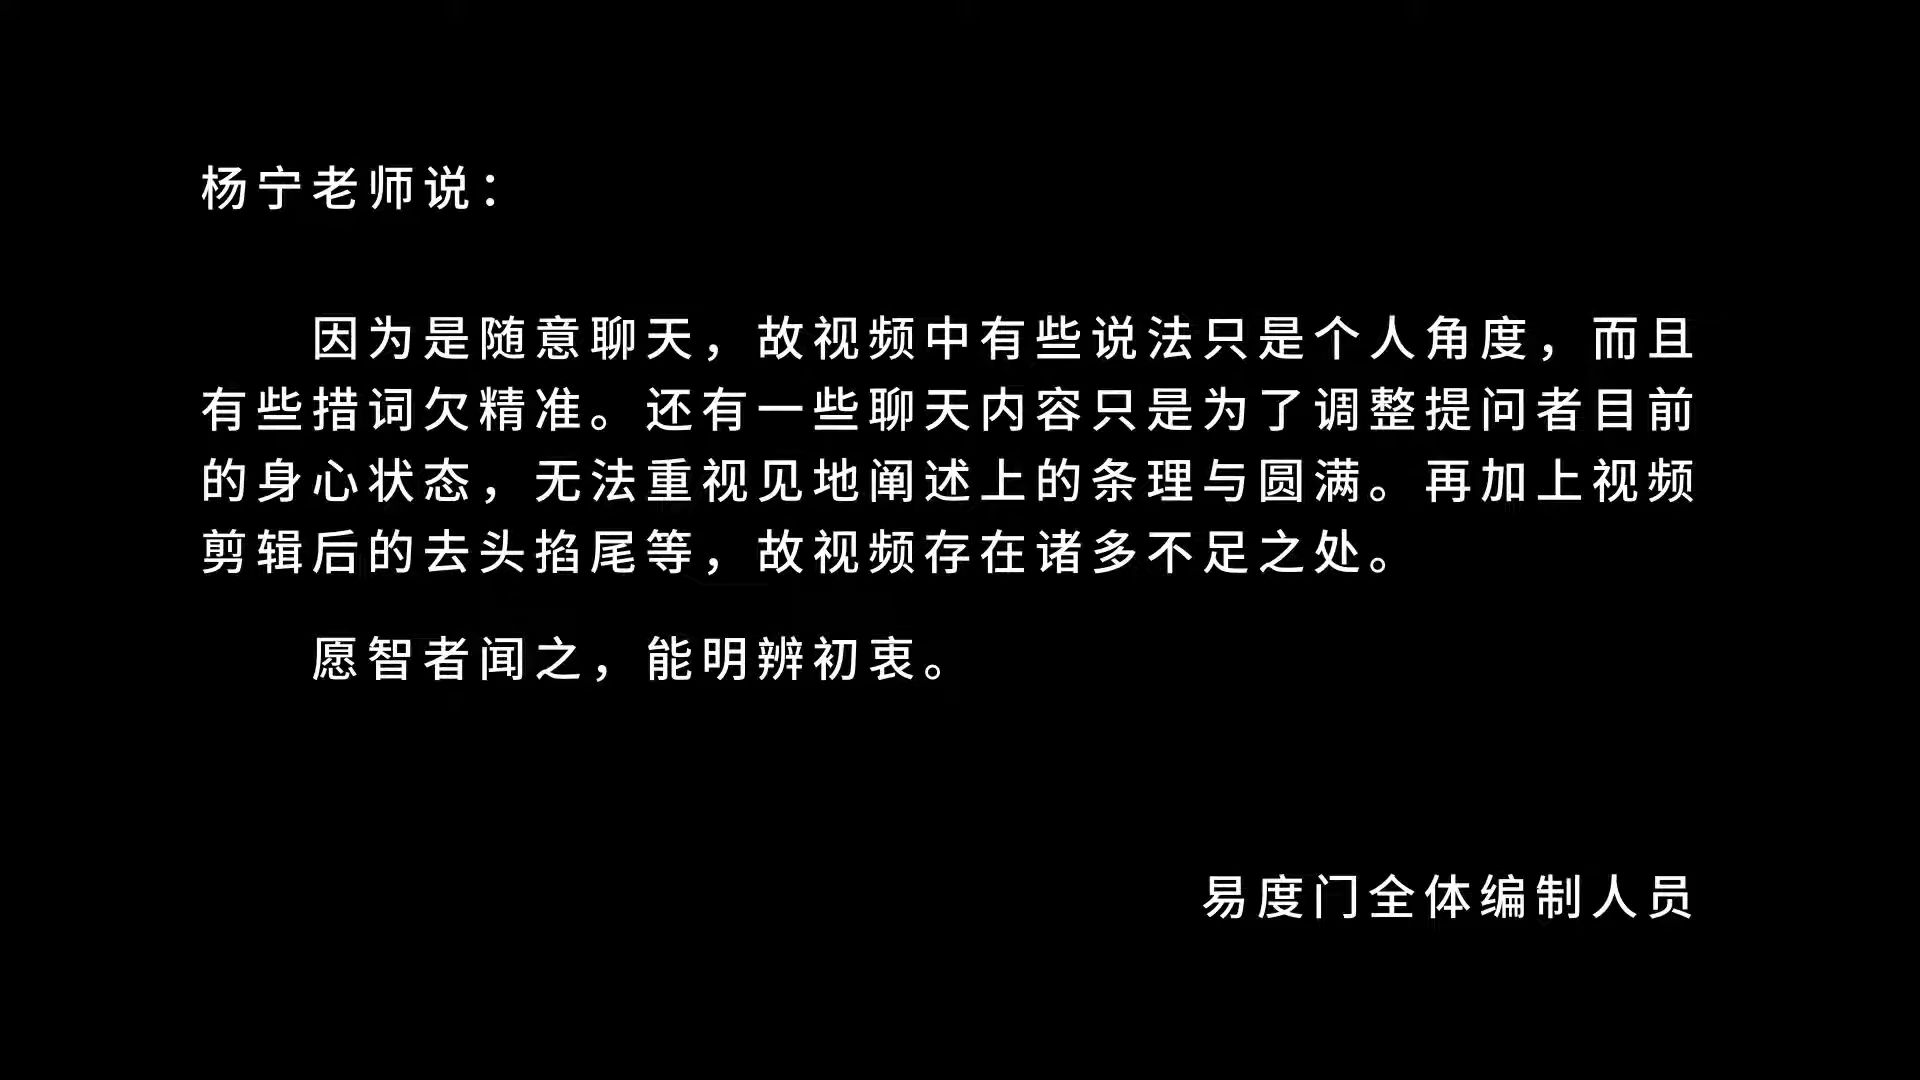 杨宁老师说：
因为是随意聊天，故视频中有些说法只是个人角度，而且
有些措词欠精准。还有一些聊天内容只是为了调整提问者目前
的身心状态，无法重视见地阐述上的条理与圆满。再加上视频
剪辑后的去头掐尾等，故视频存在诸多不足之处。
愿智者闻之，能明辨初衷。
易度门全体编制人员